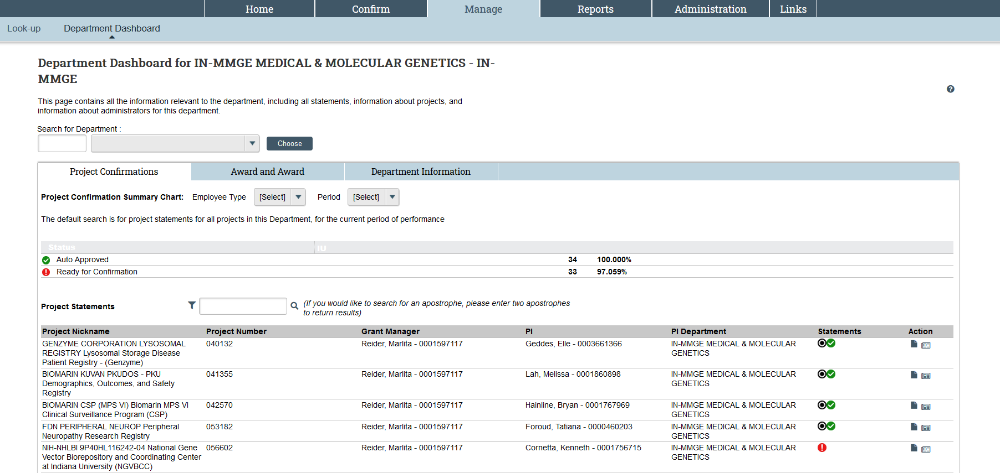 Home Confirm Manage Reports Administration Links
Look-up Department Dashboard
Department Dashboard for IN-MMGE MEDICAL & MOLECULAR GENETICS - IN-
MMGE
This page contains all the information relevant to the department, including all statements, information about projects, and
information about administrators for this department.
Search for Department :
Choose
Project Confirmations Award and Award Department Information
Project Confirmation Summary Chart: Employee Type [Select] Period [Select]
The default search is for project statements for all projects in this Department, for the current period of performance
Status IU
Auto Approved 34 100.000%
Ready for Confirmation 33 97.059%
Project Statements (If you would like to search for an apostrophe, please enter two apostrophes
to return results)
Project Nickname Project Number Grant Manager PI PI Department Statements Action
GENZYME CORPORATION LYSOSOMAL 040132 Reider, Marlita - 0001597117 Geddes, Elle - 0003661366 IN-MMGE MEDICAL & MOLECULAR
REGISTRY Lysosomal Storage Disease GENETICS
Patient Registry - (Genzyme)
BIOMARIN KUVAN PKUDOS - PKU 041355 Reider, Marlita - 0001597117 Lah, Melissa - 0001860898 IN-MMGE MEDICAL & MOLECULAR
Demographics, Outcomes, and Safety GENETICS
Registry
BIOMARIN CSP (MPS VI) Biomarin MPS VI 042570 Reider, Marlita - 0001597117 Hainline, Bryan - 0001767969 IN-MMGE MEDICAL & MOLECULAR
Clinical Surveillance Program (CSP) GENETICS
FDN PERIPHERAL NEUROP Peripheral 053182 Reider, Marlita - 0001597117 Foroud, Tatiana - 0000460203 IN-MMGE MEDICAL & MOLECULAR
Neuropathy Research Registry GENETICS
NIH-NHLBI 9P40HL116242-04 National Gene 056602 Reider, Marlita - 0001597117 Cornetta, Kenneth - 0001756715 IN-MMGE MEDICAL & MOLECULAR
Vector Biorepository and Coordinating Center GENETICS
at Indiana University (NGVBCC)